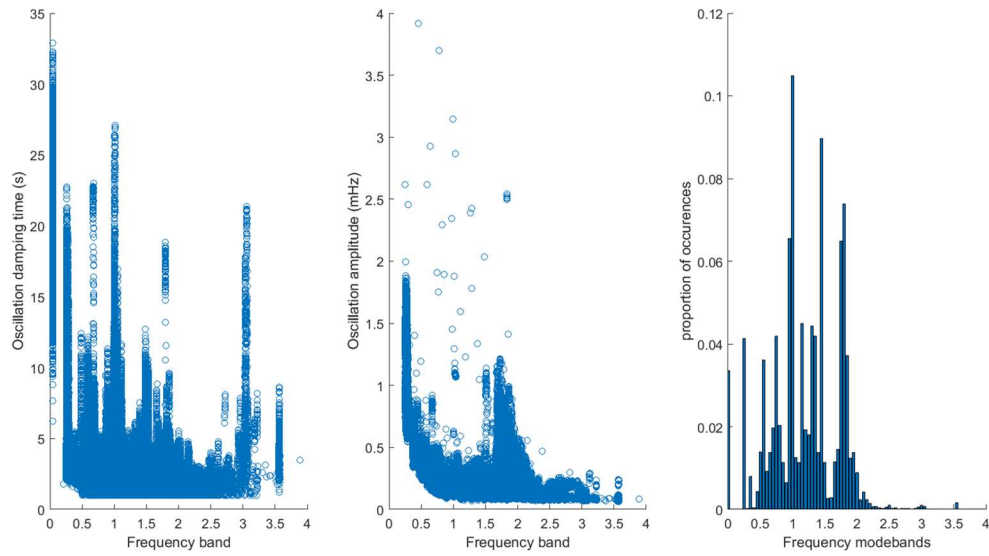 35
30
25
20
15
10
5
0
Oscillation damping time (s)
0 0.5 1 1.5 2 2.5 3 3.5 4
Frequency band
4
3.5
3
2.5
2
1.5
1
0.5
0
Oscillation amplitude (mHz)
0 0.5 1 1.5 2 2.5 3 3.5 4
Frequency band
0.12
0.1
0.08
0.06
0.04
0.02
0
proportion of occurences
0 0.5 1 1.5 2 2.5 3 3.5 4
Frequency modebands